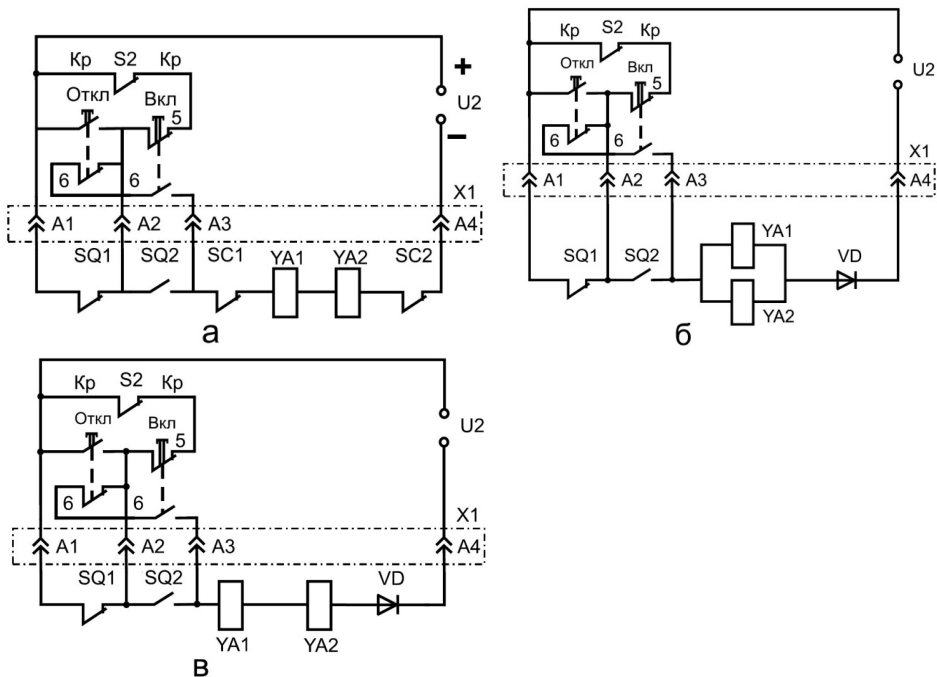 Кр S2 Кр + U2
Откл Вкл 5 −
6 6 X1
A1 A2 A3 A4
SQ1 SQ2 SC1 YA1 YA2 SC2
а
Кр S2 Кр U2
Откл Вкл 5
6 6 X1
A1 A2 A3 A4
SQ1 SQ2 YA1 VD
YA2
б
Кр S2 Кр U2
Откл Вкл 5
6 6 X1
A1 A2 A3 A4
SQ1 SQ2 VD
YA1 YA2
в